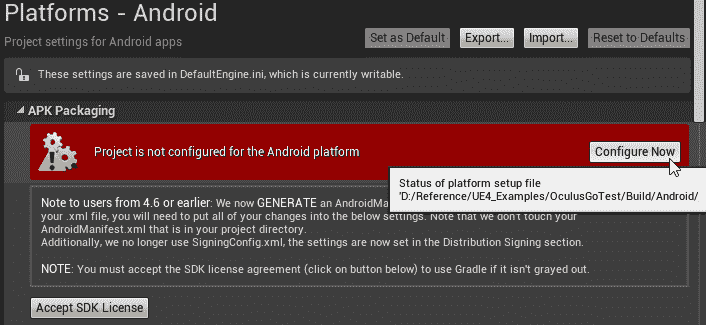 Platforms - Android
Project settings for Android apps
Set as Default
Export...
Import...
Reset to Defaults
These settings are saved in DefaultEngine.ini, which is currently writable.
APK Packaging
Project is not configured for the Android platform
Configure Now
Status of platform setup file
'D:/Reference/UE4_Examples/OculusGoTest/Build/Android/
Note to users from 4.6 or earlier: We now GENERATE an AndroidMa
your .xml file, you will need to put all of your changes into the below settings. Note that we don't touch your
AndroidManifest.xml that is in your project directory.
Additionally, we no longer use SigningConfig.xml, the settings are now set in the Distribution Signing section.
NOTE: You must accept the SDK license agreement (click on button below) to use Gradle if it isn't grayed out.
Accept SDK License